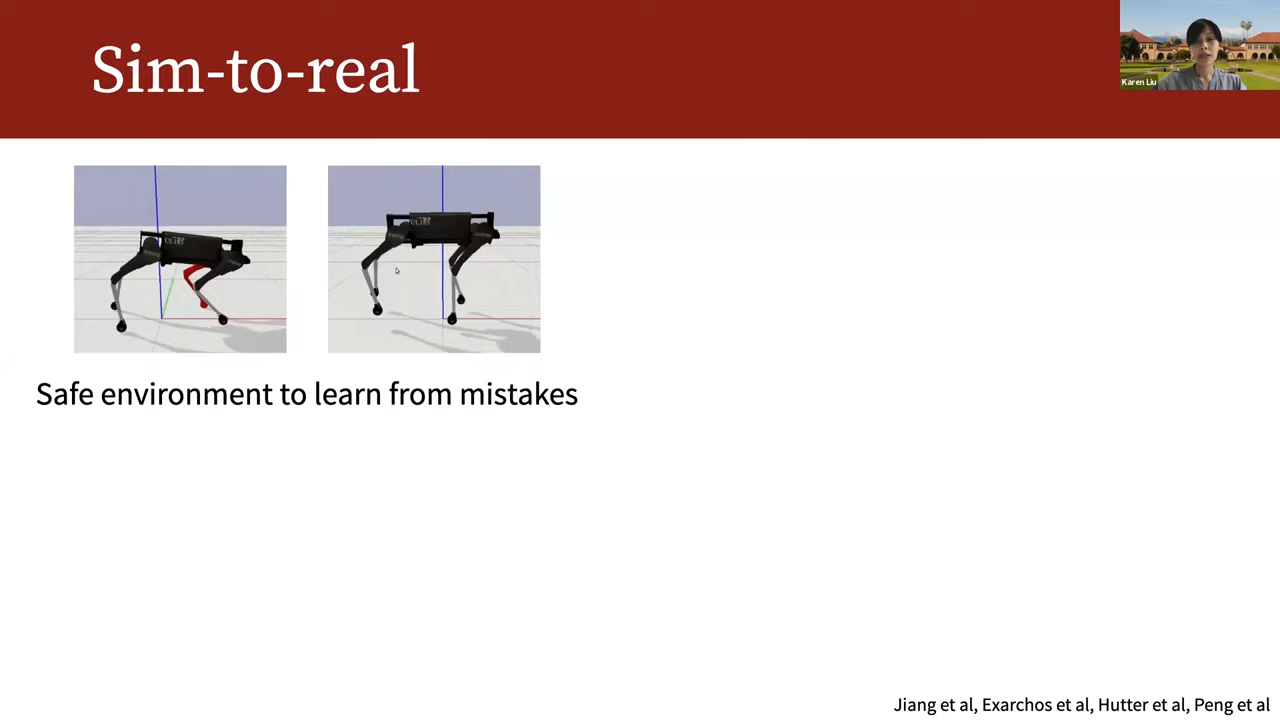 Sim-to-real
Karen Liu
Safe environment to learn from mistakes
Jiang et al, Exarchos et al, Hutter et al, Peng et al